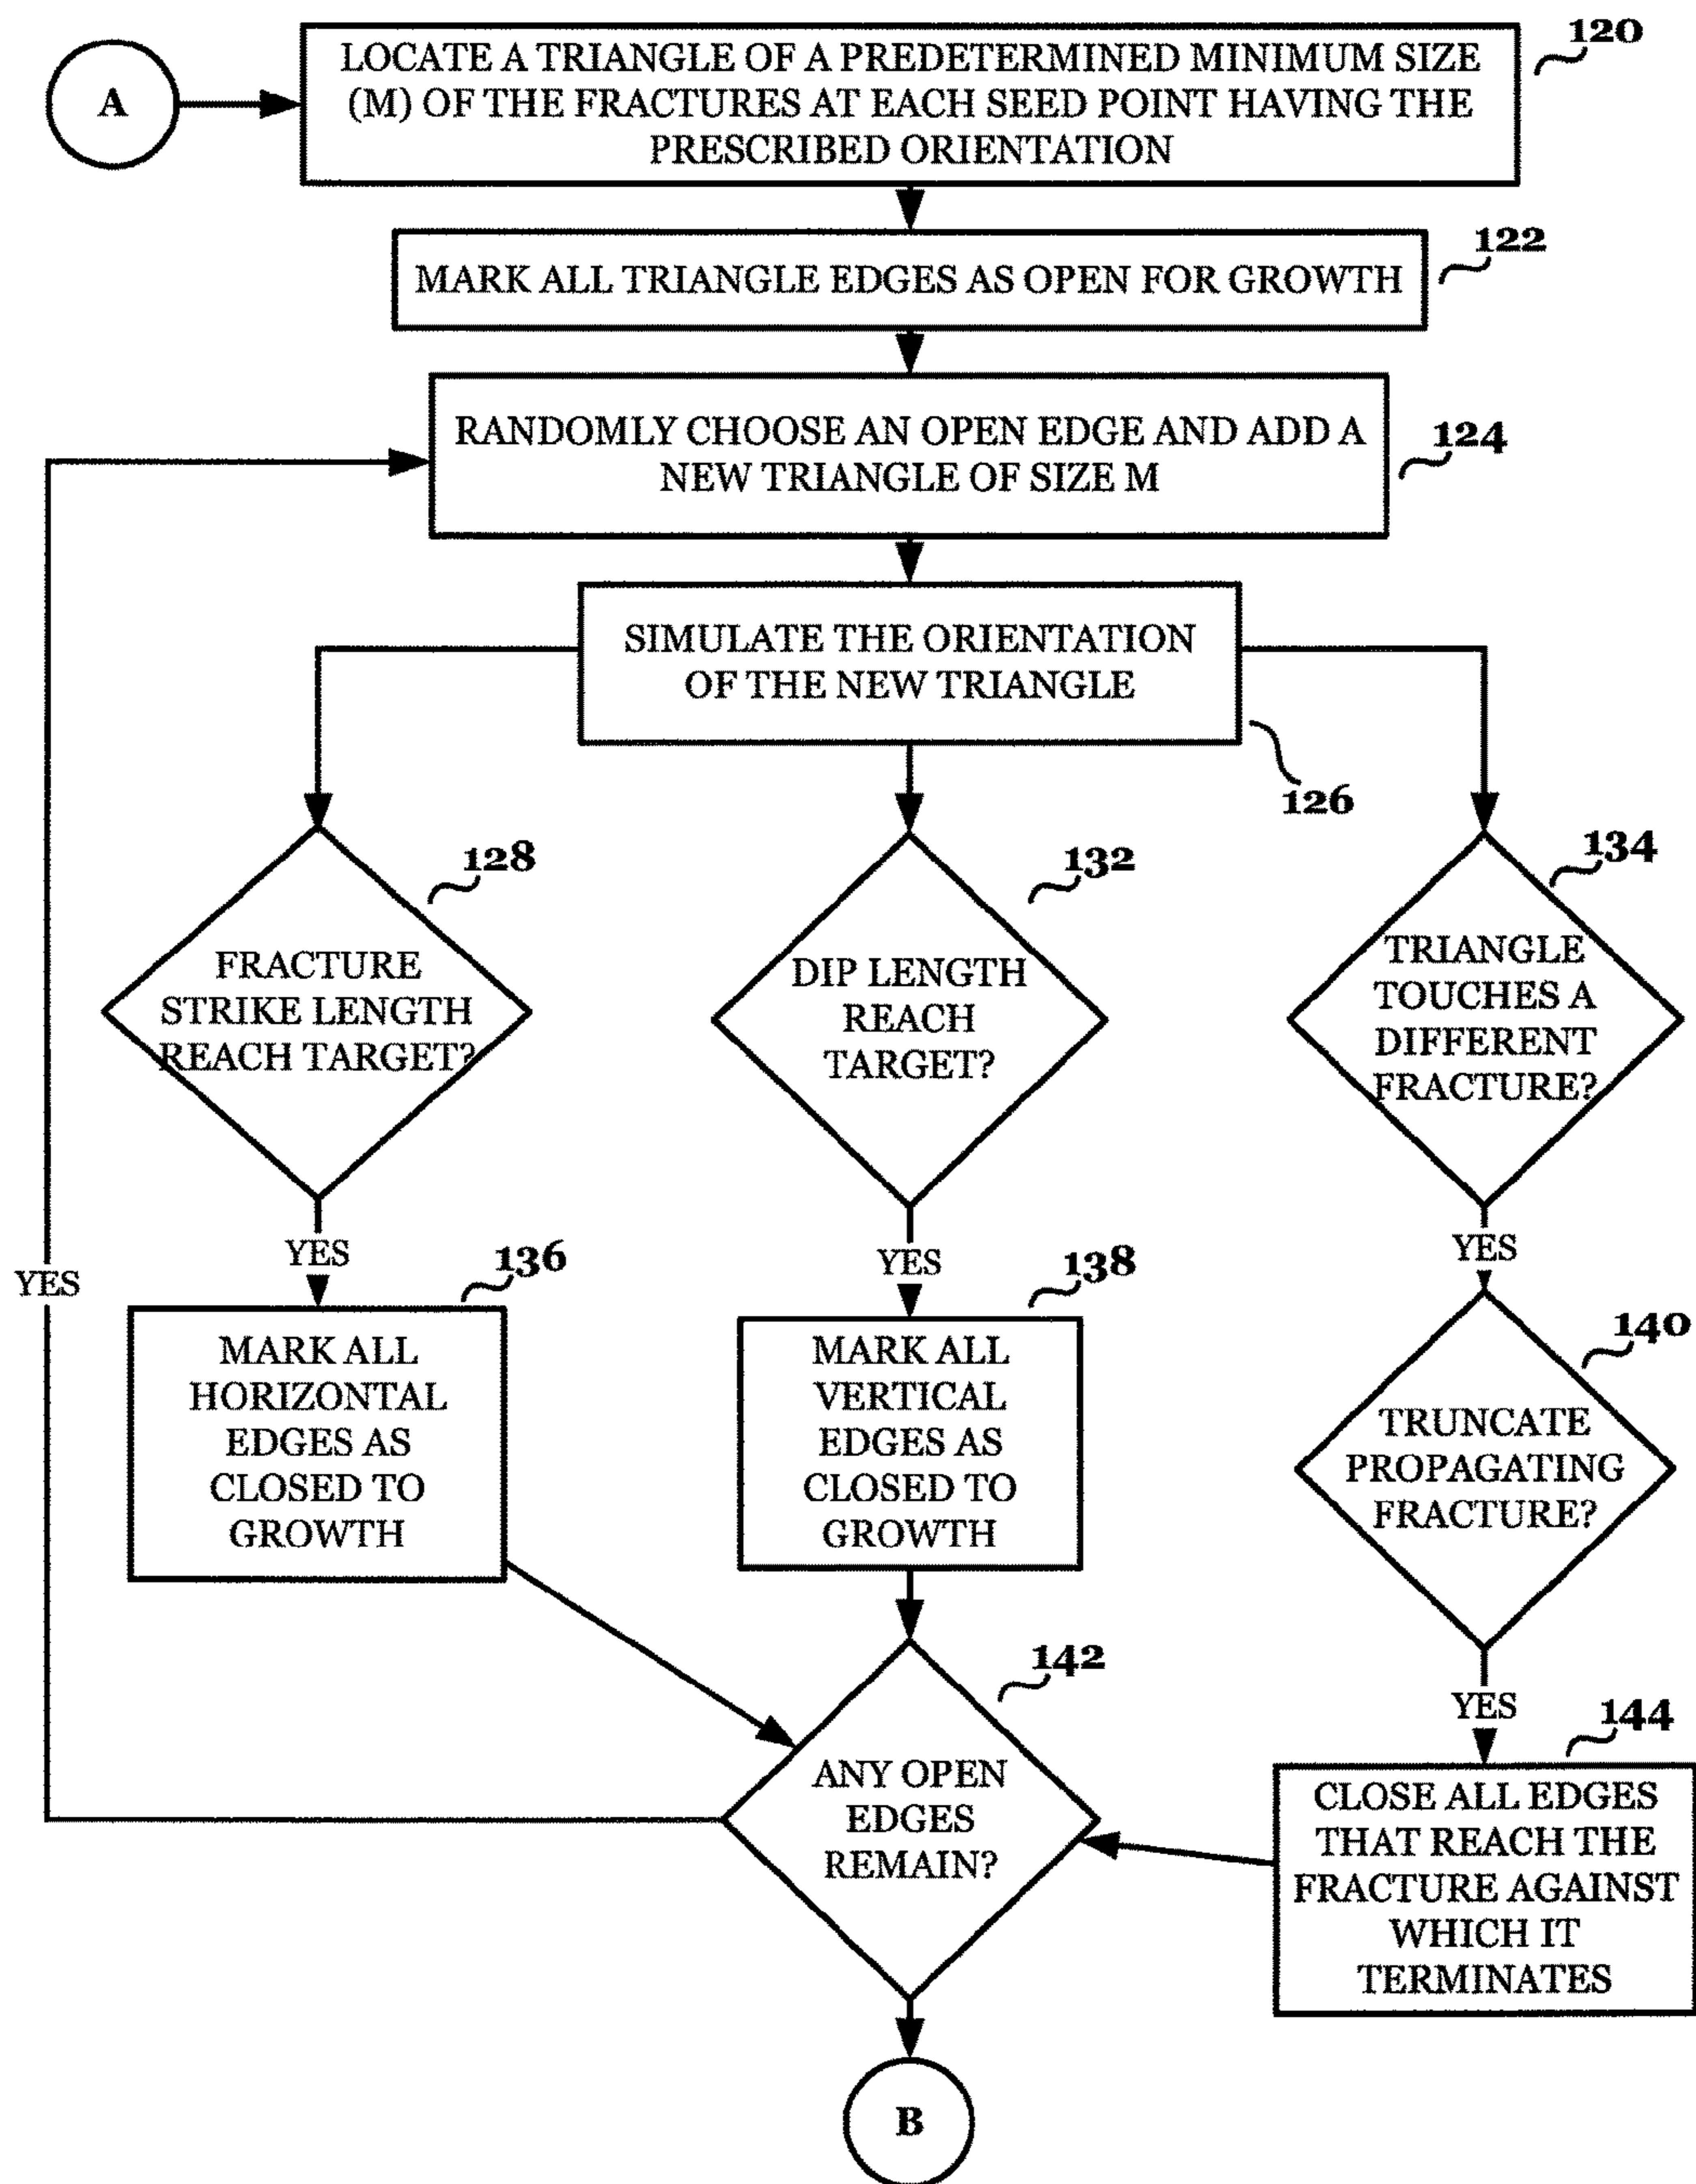 120
A
LOCATE A TRIANGLE OF A PREDETERMINED MINIMUM SIZE
(M) OF THE FRACTURES AT EACH SEED POINT HAVING THE
PRESCRIBED ORIENTATION
122
MARK ALL TRIANGLE EDGES AS OPEN FOR GROWTH
124
RANDOMLY CHOOSE AN OPEN EDGE AND ADD A
NEW TRIANGLE OF SIZE M
SIMULATE THE ORIENTATION
OF THE NEW TRIANGLE
126
128
FRACTURE
STRIKE LENGTH
REACH TARGET?
132
DIP LENGTH
REACH
TARGET?
134
TRIANGLE
TOUCHES A
DIFFERENT
FRACTURE?
YES
YES
YES
YES
136
MARK ALL
HORIZONTAL
EDGES AS
CLOSED TO
GROWTH
138
MARK ALL
VERTICAL
EDGES AS
CLOSED TO
GROWTH
140
TRUNCATE
PROPAGATING
FRACTURE?
YES
142
ANY OPEN
EDGES
REMAIN?
144
CLOSE ALL EDGES
THAT REACH THE
FRACTURE AGAINST
WHICH IT
TERMINATES
B